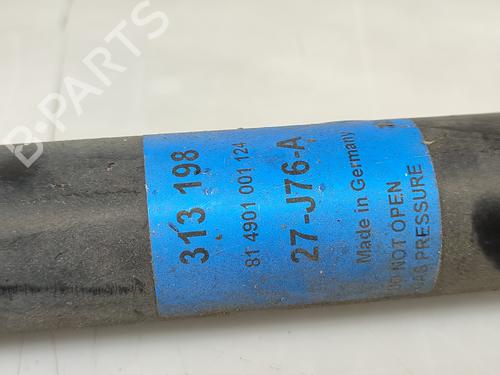 B-PARTS
313 198
81 4901 001 124
27-J76-A
Made in Germany
DO NOT OPEN
GAS PRESSURE